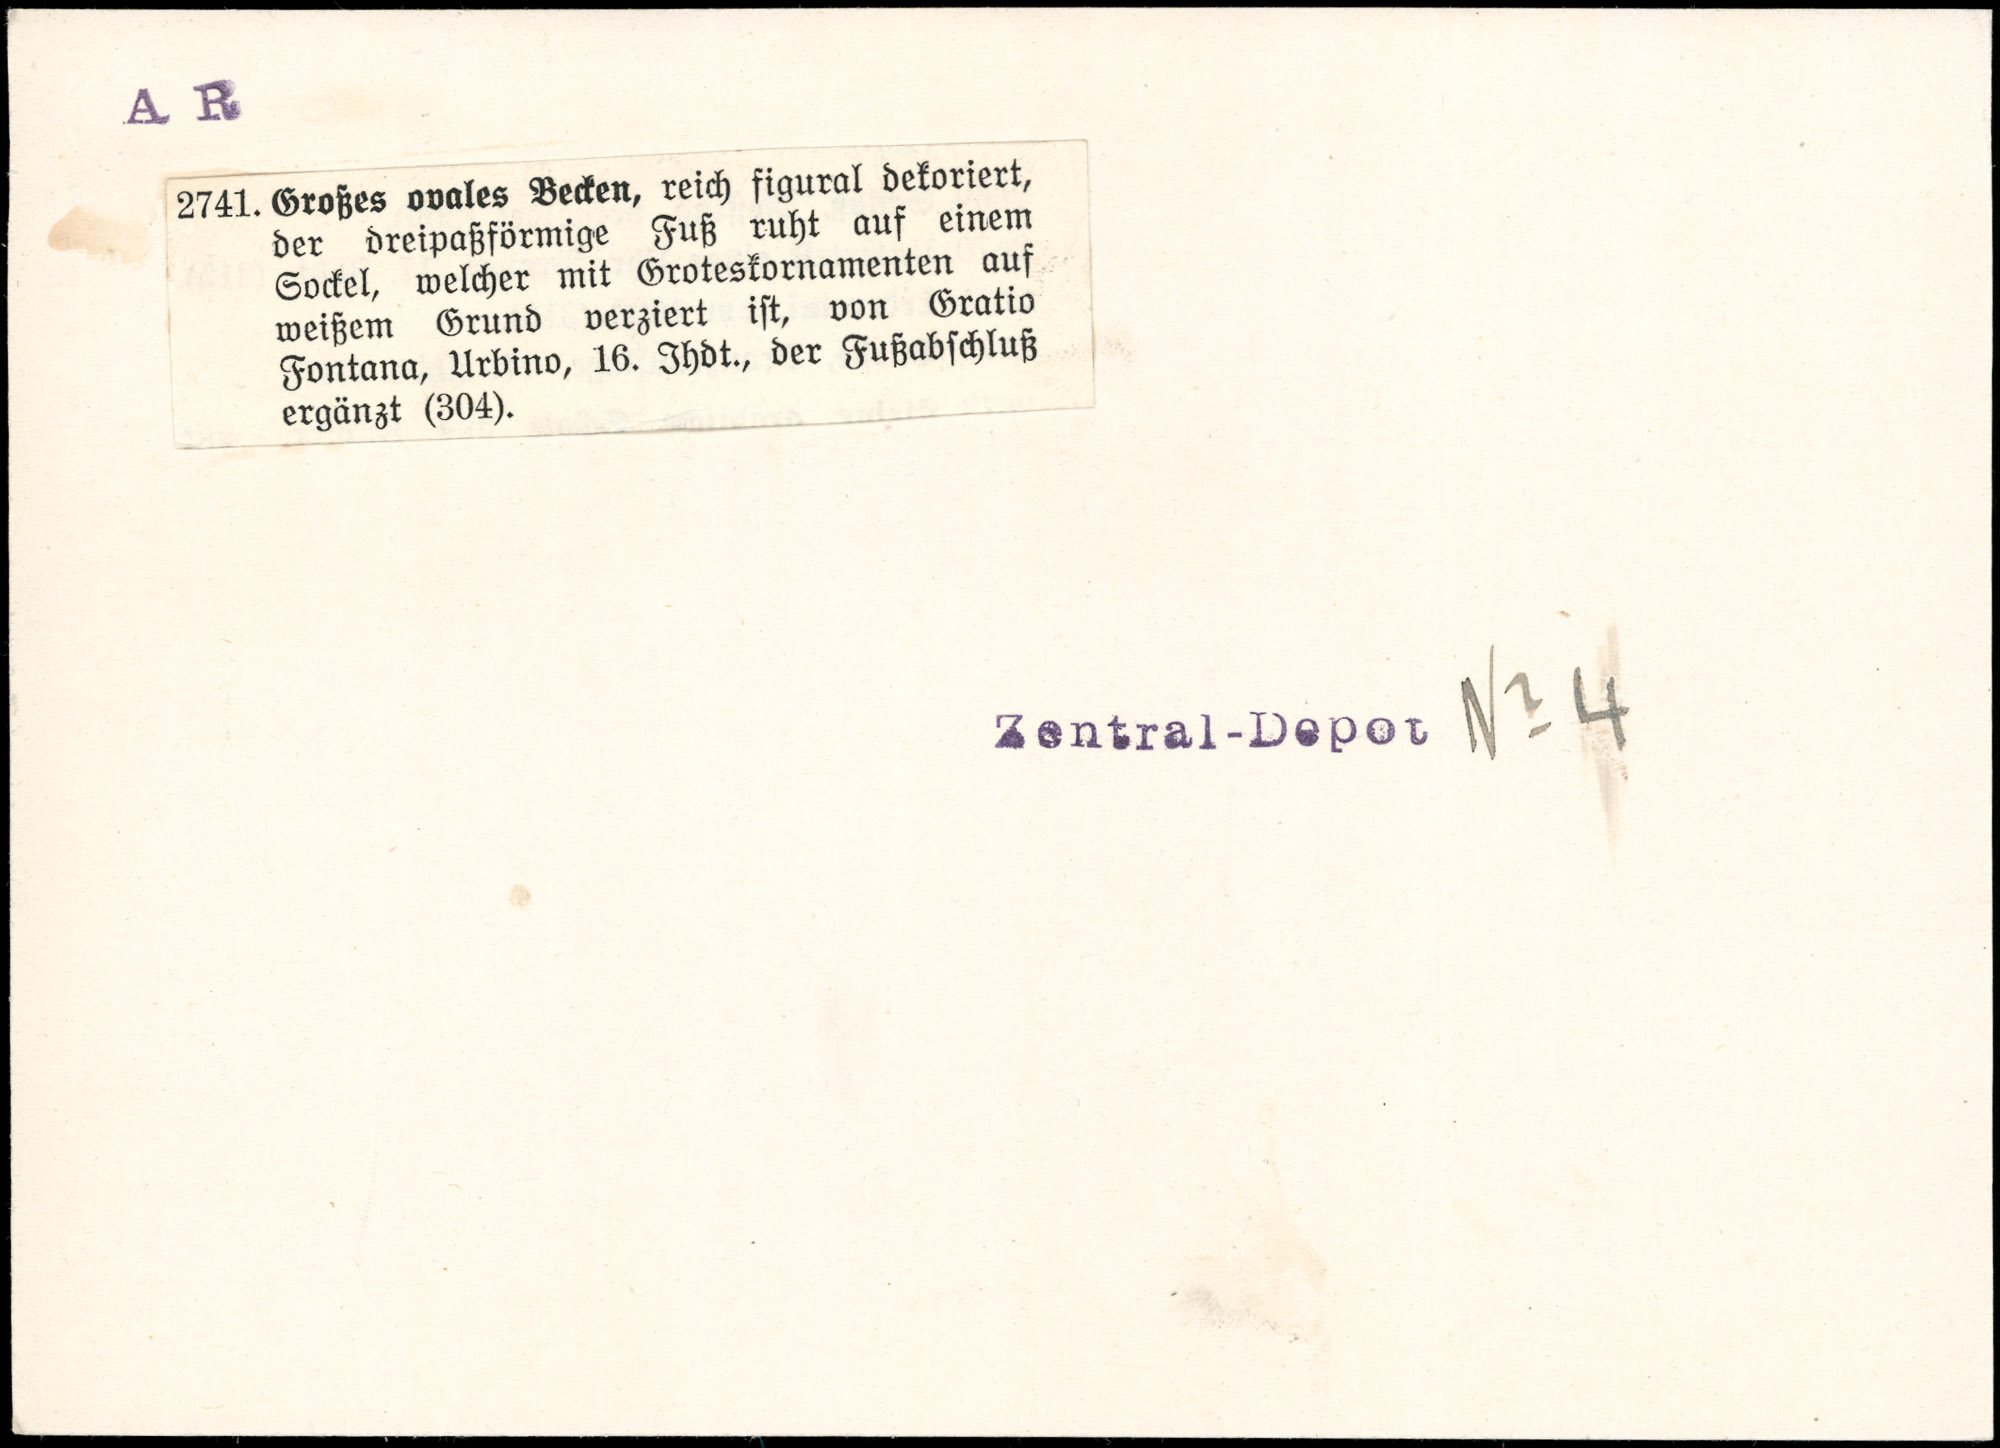 A R
2741. Großes ovales Becken, reich figural dekoriert,
der dreipaßförmige Fuß ruht auf einem
Sockel, welcher mit Groteskornamenten auf
weißem Grund verziert ist, von Gratio
Fontana, Urbino, 16. Jhdt., der Fußabschluß
ergänzt (304).
Zentral-Depot Nr 4